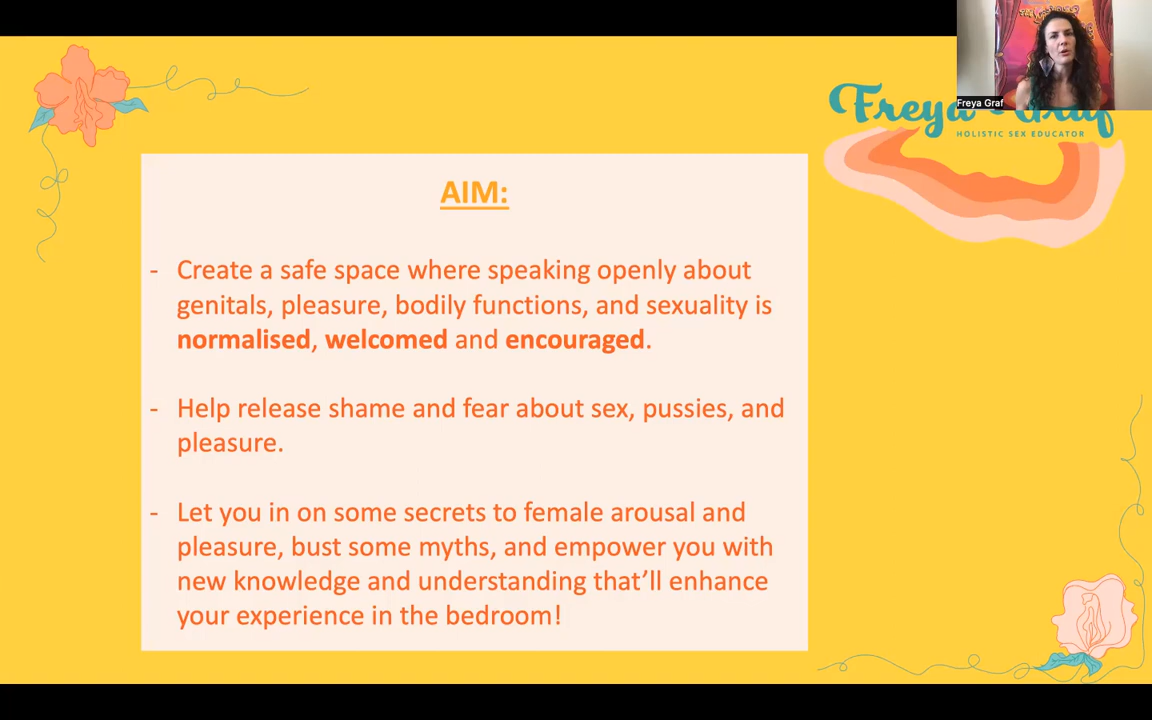 Freya Graf
Freya Graf
HOLISTIC SEX EDUCATOR
AIM:
- Create a safe space where speaking openly about
genitals, pleasure, bodily functions, and sexuality is
normalised, welcomed and encouraged.
- Help release shame and fear about sex, pussies, and
pleasure.
- Let you in on some secrets to female arousal and
pleasure, bust some myths, and empower you with
new knowledge and understanding that’ll enhance
your experience in the bedroom!